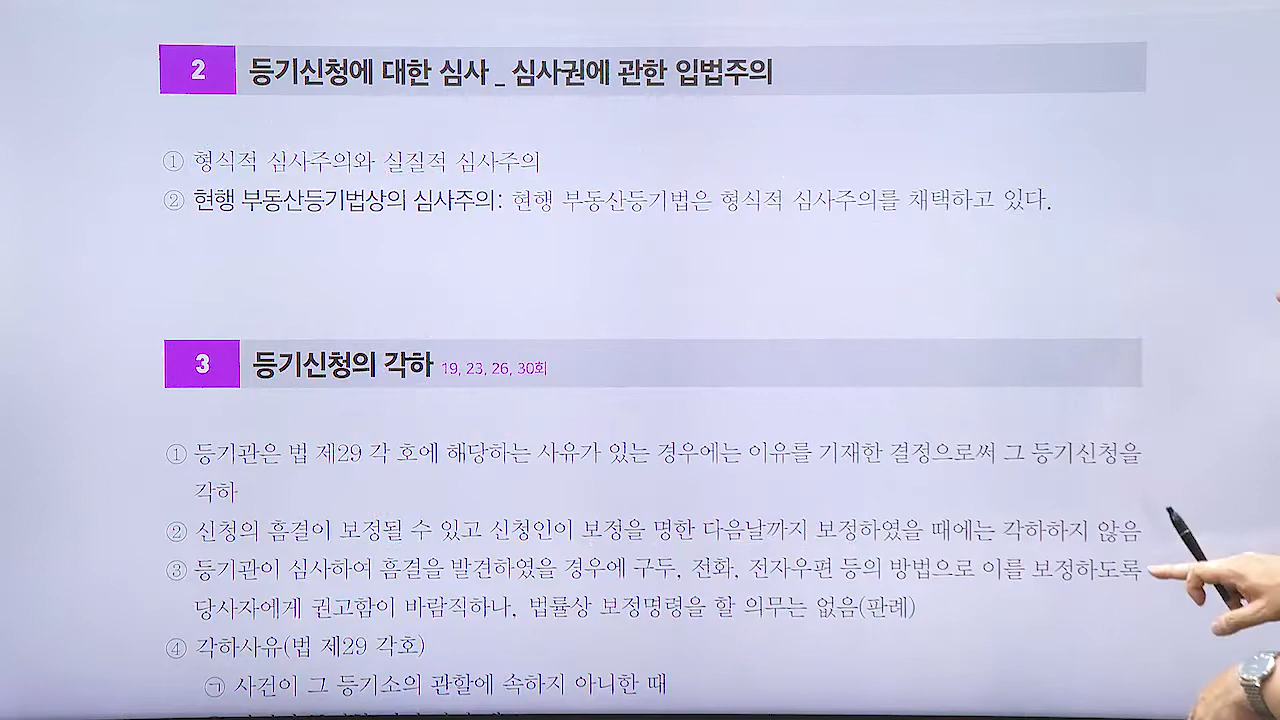 2 등기신청에 대한 심사 _ 심사권에 관한 입법주의
① 형식적 심사주의와 실질적 심사주의
② 현행 부동산등기법상의 심사주의: 현행 부동산등기법은 형식적 심사주의를 채택하고 있다.
3 등기신청의 각하 19, 23, 26, 30회
① 등기관은 법 제29 각 호에 해당하는 사유가 있는 경우에는 이유를 기재한 결정으로써 그 등기신청을
각하
② 신청의 흠결이 보정될 수 있고 신청인이 보정을 명한 다음날까지 보정하였을 때에는 각하하지 않음
③ 등기관이 심사하여 흠결을 발견하였을 경우에 구두, 전화, 전자우편 등의 방법으로 이를 보정하도록
당사자에게 권고함이 바람직하나, 법률상 보정명령을 할 의무는 없음(판례)
④ 각하사유(법 제29 각호)
㉠ 사건이 그 등기소의 관할에 속하지 아니한 때